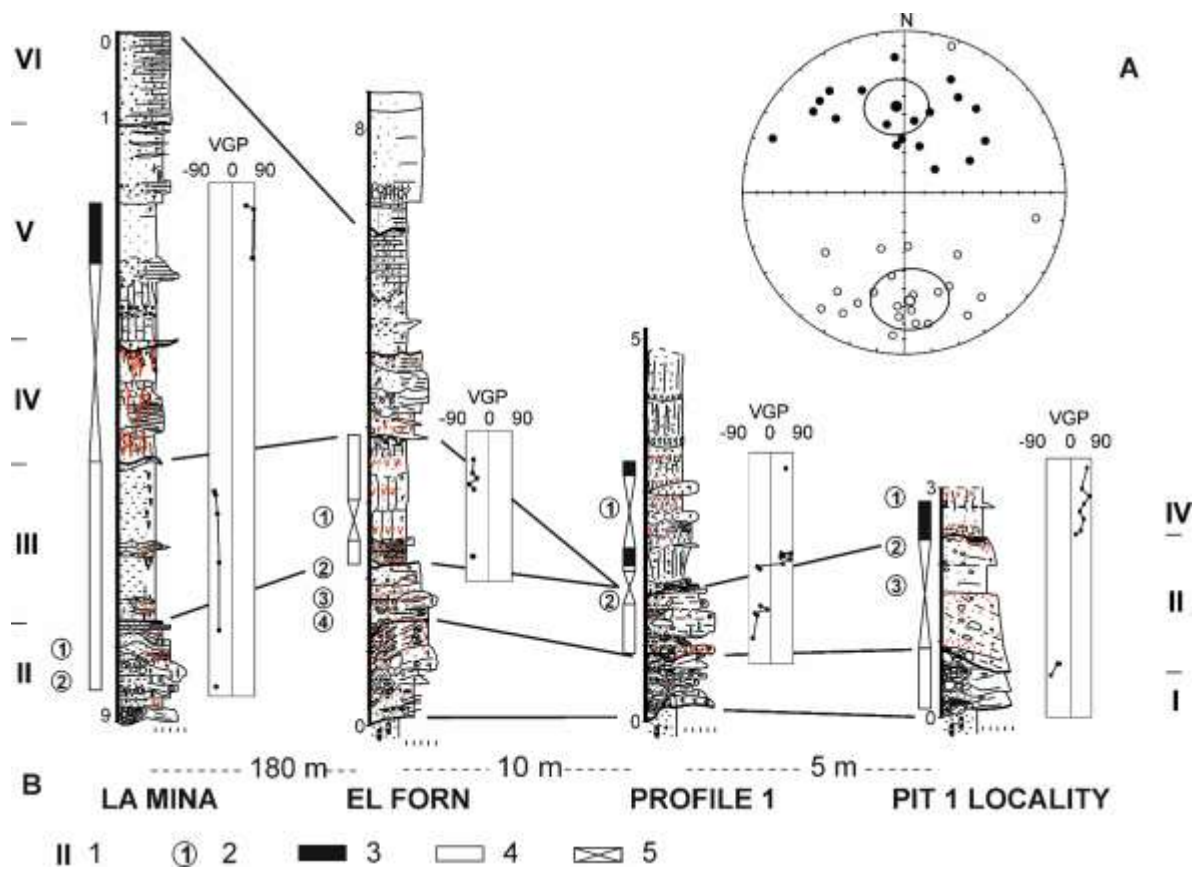 N
A
VI
V
IV
III
II
0
1
9
VGP
-90 0 90
①
②
8
0
VGP
-90 0 90
①
②
③
④
5
0
VGP
-90 0 90
①
②
3
0
VGP
-90 0 90
①
②
③
IV
II
I
B
180 m
10 m
5 m
LA MINA
EL FORN
PROFILE 1
PIT 1 LOCALITY
II 1 ① 2 3 4 5